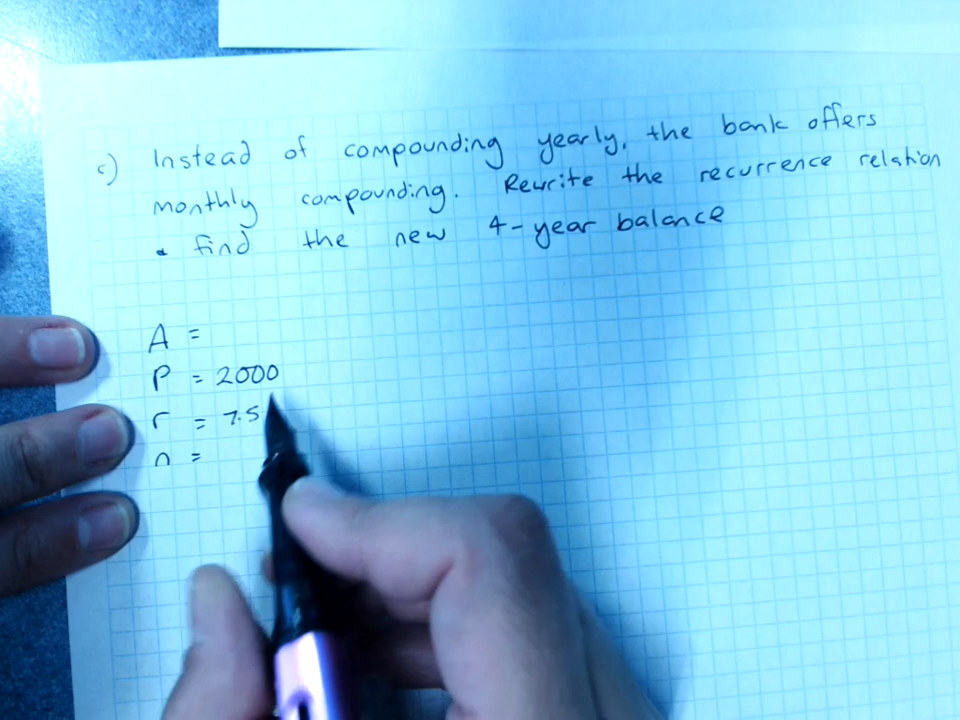 c) Instead of compounding yearly, the bank offers
monthly compounding. Rewrite the recurrence relation
find the new 4-year balance
A =
P = 2000
r = 7.5
n =